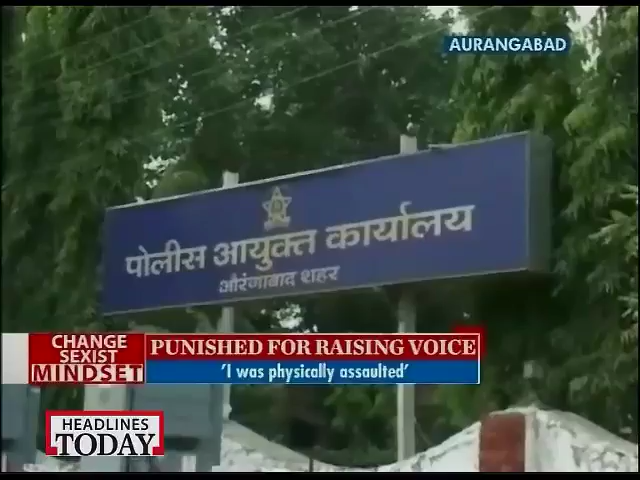 AURANGABAD
पोलीस आयुक्त कार्यालय
औरंगाबाद शहर
CHANGE
SEXIST
MINDSET
PUNISHED FOR RAISING VOICE
'I was physically assaulted'
HEADLINES
TODAY